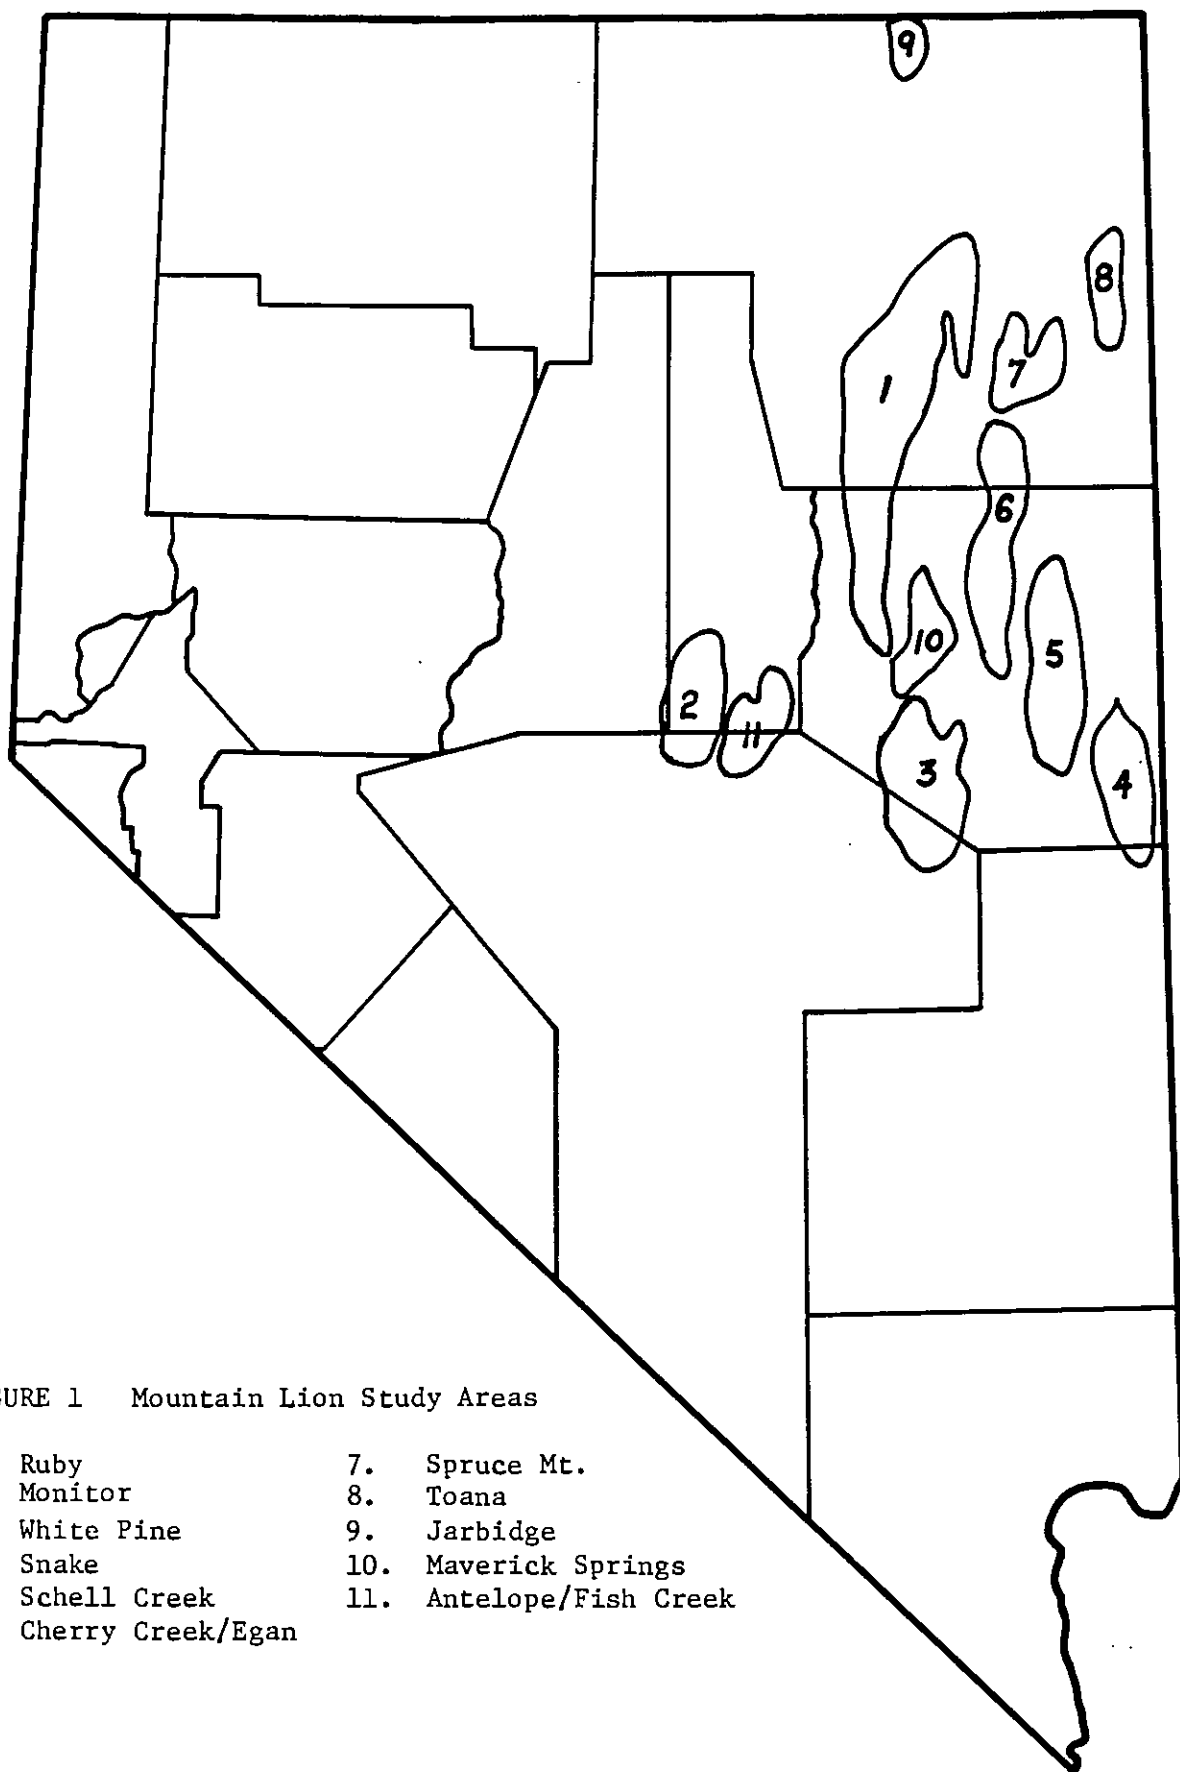 9
8
1
7
6
10
5
2
11
3
4
URE 1 Mountain Lion Study Areas
Ruby 7. Spruce Mt.
Monitor 8. Toana
White Pine 9. Jarbidge
Snake 10. Maverick Springs
Schell Creek 11. Antelope/Fish Creek
Cherry Creek/Egan